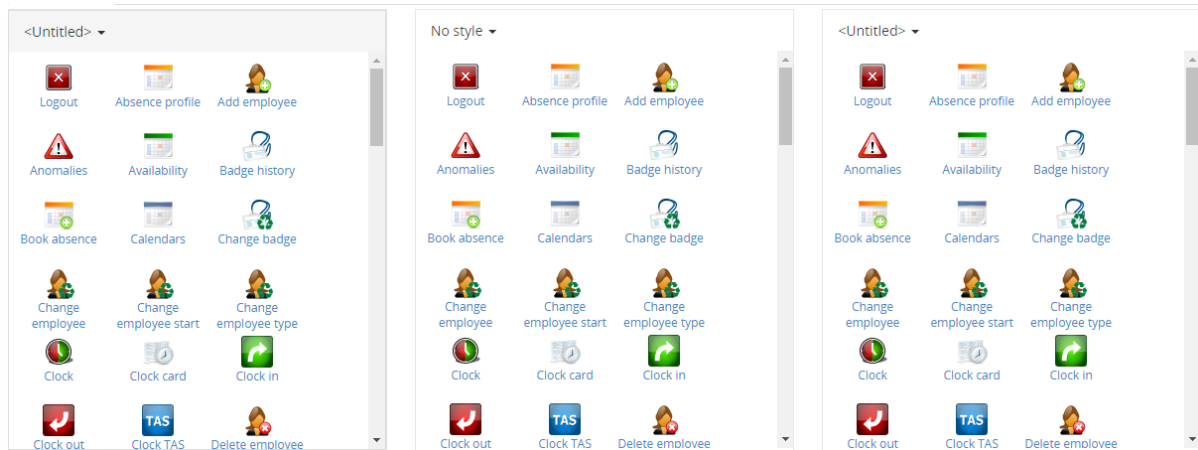 <Untitled>
Logout Absence profile Add employee
Anomalies Availability Badge history
Book absence Calendars Change badge
Change Change Change
employee employee start employee type
Clock Clock card Clock in
TAS
Clock out Clock TAS Delete employee
No style
Logout Absence profile Add employee
Anomalies Availability Badge history
Book absence Calendars Change badge
Change Change Change
employee employee start employee type
Clock Clock card Clock in
TAS
Clock out Clock TAS Delete employee
<Untitled>
Logout Absence profile Add employee
Anomalies Availability Badge history
Book absence Calendars Change badge
Change Change Change
employee employee start employee type
Clock Clock card Clock in
TAS
Clock out Clock TAS Delete employee